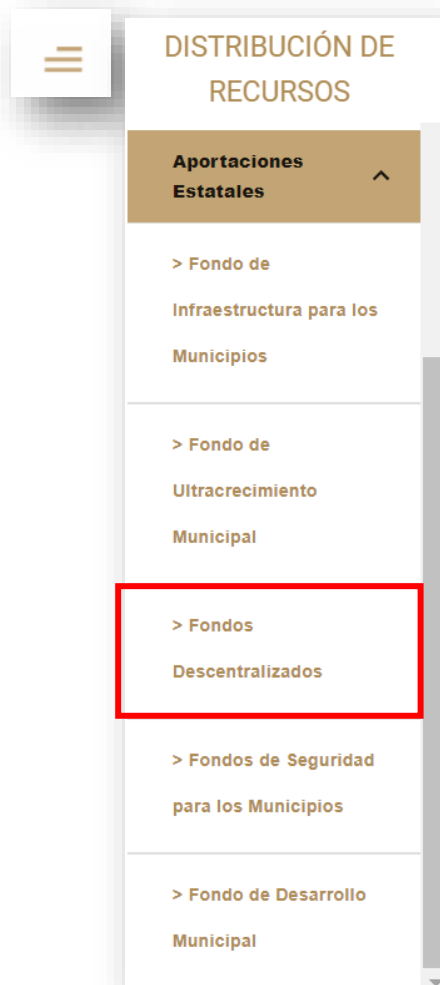 DISTRIBUCIÓN DE
RECURSOS
Aportaciones
Estatales
> Fondo de
Infraestructura para los
Municipios
> Fondo de
Ultracrecimiento
Municipal
> Fondos
Descentralizados
> Fondos de Seguridad
para los Municipios
> Fondo de Desarrollo
Municipal